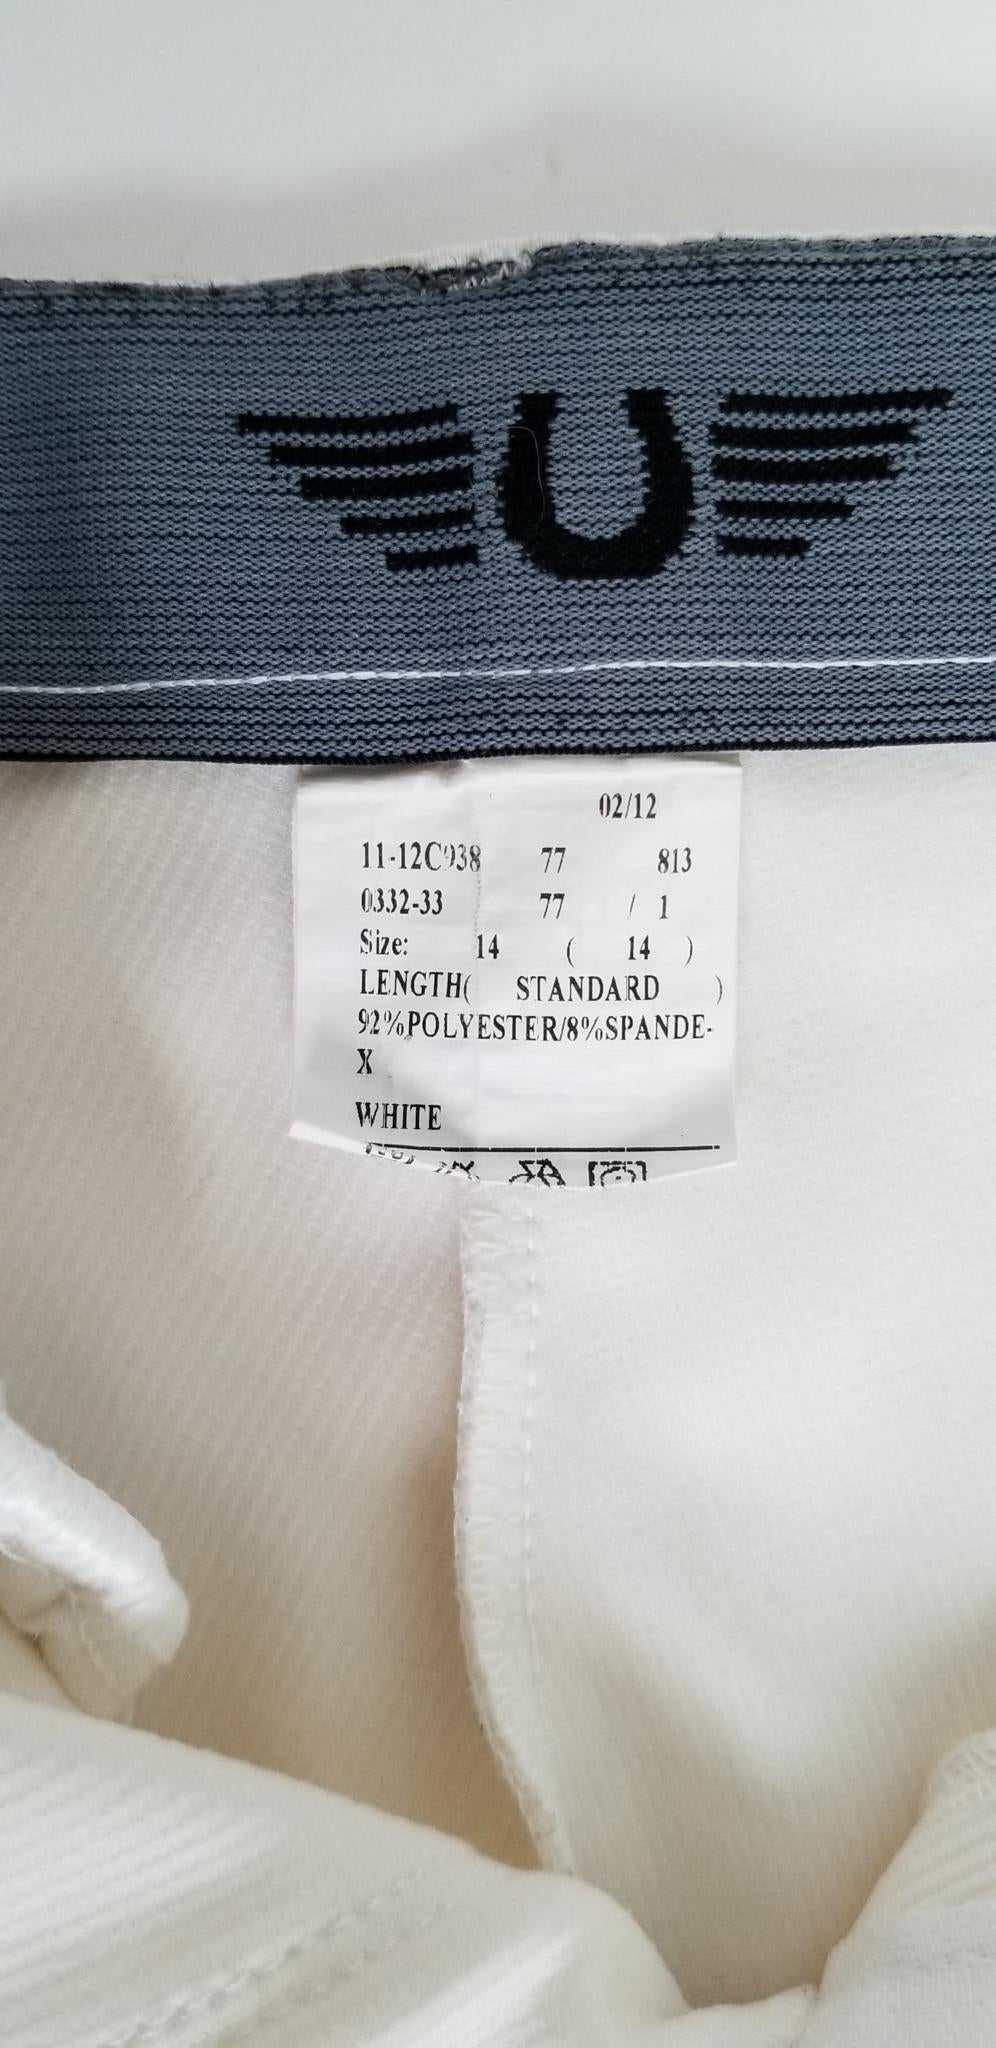 02/12
11-12C938 77 813
0332-33 77 / 1
Size: 14 ( 14 )
LENGTH( STANDARD )
92%POLYESTER/8%SPANDE-
X
WHITE